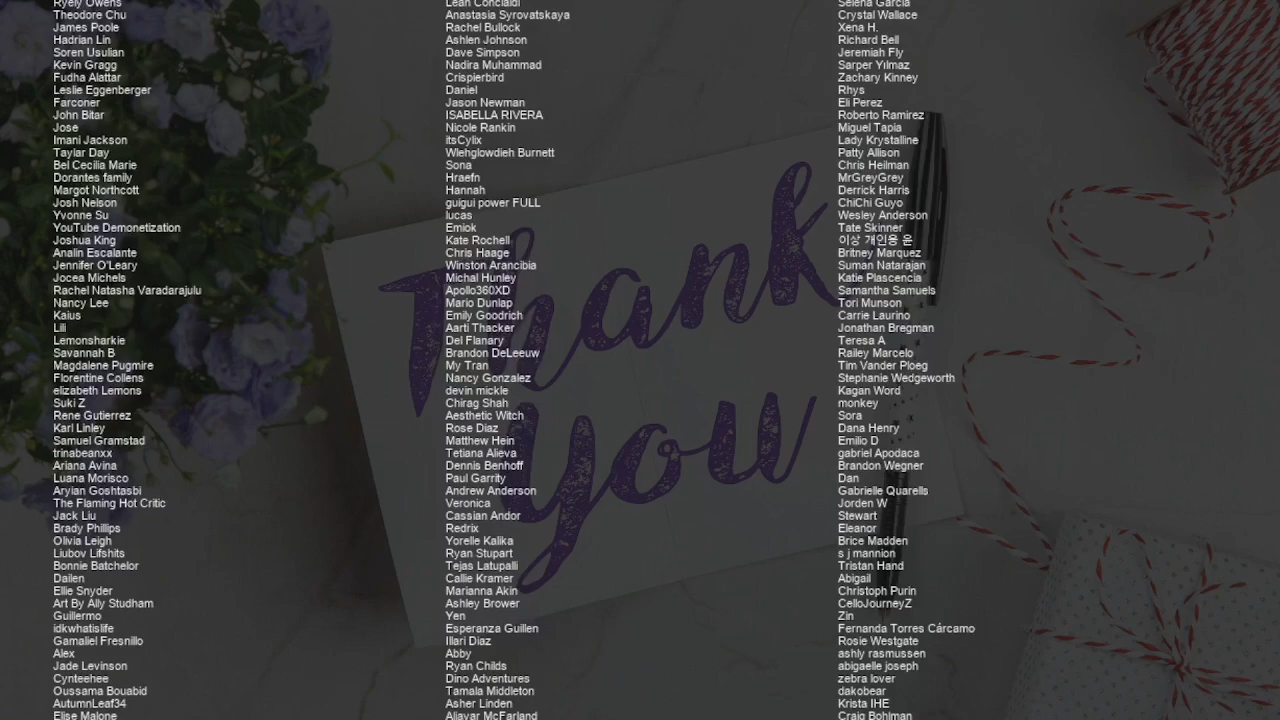 Ryely Owens
Theodore Chu
James Poole
Hadrian Lin
Soren Usulian
Kevin Gragg
Fudha Alattar
Leslie Eggenberger
Farconer
John Bitar
Jose
Imani Jackson
Taylar Day
Bel Cecilia Marie
Dorantes family
Margot Northcott
Josh Nelson
Yvonne Su
YouTube Demonetization
Joshua King
Analin Escalante
Jennifer O'Leary
Jocea Michels
Rachel Natasha Varadarajulu
Nancy Lee
Kaius
Lili
Lemonsharkie
Savannah B
Magdalene Pugmire
Florentine Collens
elizabeth Lemons
Suki Z
Rene Gutierrez
Karl Linley
Samuel Gramstad
trinabeanxx
Ariana Avina
Luana Morisco
Aryian Goshtasbi
The Flaming Hot Critic
Jack Liu
Brady Phillips
Olivia Leigh
Liubov Lifshits
Bonnie Batchelor
Dailen
Ellie Snyder
Art By Ally Studham
Guillermo
idkwhatislife
Gamaliel Fresnillo
Alex
Jade Levinson
Cynteehee
Oussama Bouabid
AutumnLeaf34
Elise Malone
Leah Concialdi
Anastasia Syrovatskaya
Rachel Bullock
Ashlen Johnson
Dave Simpson
Nadira Muhammad
Crispierbird
Daniel
Jason Newman
ISABELLA RIVERA
Nicole Rankin
itsCylix
Wlehglowdieh Burnett
Sona
Hraefn
Hannah
guigui power FULL
lucas
Emiok
Kate Rochell
Chris Haage
Winston Arancibia
Michal Hunley
Apollo360XD
Mario Dunlap
Emily Goodrich
Aarti Thacker
Del Flanary
Brandon DeLeeuw
My Tran
Nancy Gonzalez
devin mickle
Chirag Shah
Aesthetic Witch
Rose Diaz
Matthew Hein
Tetiana Alieva
Dennis Benhoff
Paul Garrity
Andrew Anderson
Veronica
Cassian Andor
Redrix
Yorelle Kalika
Ryan Stupart
Tejas Latupalli
Callie Kramer
Marianna Akin
Ashley Brower
Yen
Esperanza Guillen
Illari Diaz
Abby
Ryan Childs
Dino Adventures
Tamala Middleton
Asher Linden
Aliayar McFarland
Selena Garcia
Crystal Wallace
Xena H.
Richard Bell
Jeremiah Fly
Sarper Yılmaz
Zachary Kinney
Rhys
Eli Perez
Roberto Ramirez
Miguel Tapia
Lady Krystalline
Patty Allison
Chris Heilman
MrGreyGrey
Derrick Harris
ChiChi Guyo
Wesley Anderson
Tate Skinner
이상 개인용 윤
Britney Marquez
Suman Natarajan
Katie Plascencia
Samantha Samuels
Tori Munson
Carrie Laurino
Jonathan Bregman
Teresa A
Railey Marcelo
Tim Vander Ploeg
Stephanie Wedgeworth
Kagan Word
monkey
Sora
Dana Henry
Emilio D
gabriel Apodaca
Brandon Wegner
Dan
Gabrielle Quarells
Jorden W
Stewart
Eleanor
Brice Madden
s j mannion
Tristan Hand
Abigail
Christoph Purin
CelloJourneyZ
Zin
Fernanda Torres Cárcamo
Rosie Westgate
ashly rasmussen
abigaelle joseph
zebra lover
dakobear
Krista IHE
Craig Bohlman
Thank
you